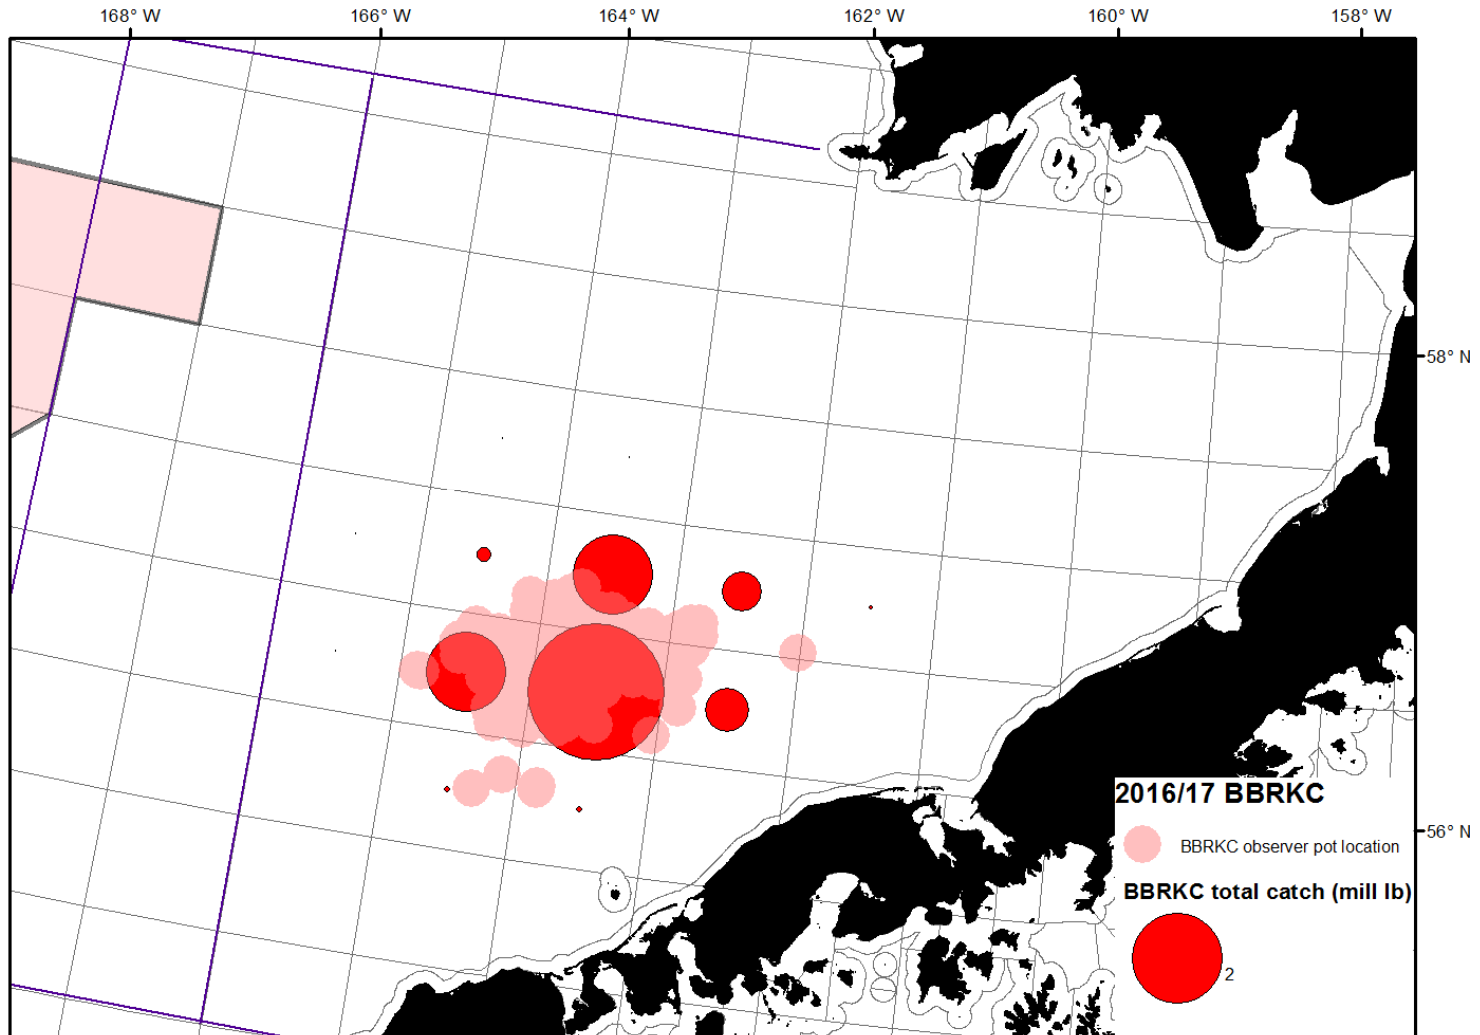 168° W 166° W 164° W 162° W 160° W 158° W
58° N
56° N
2016/17 BBRKC
BBRKC observer pot location
BBRKC total catch (mill lb)
2